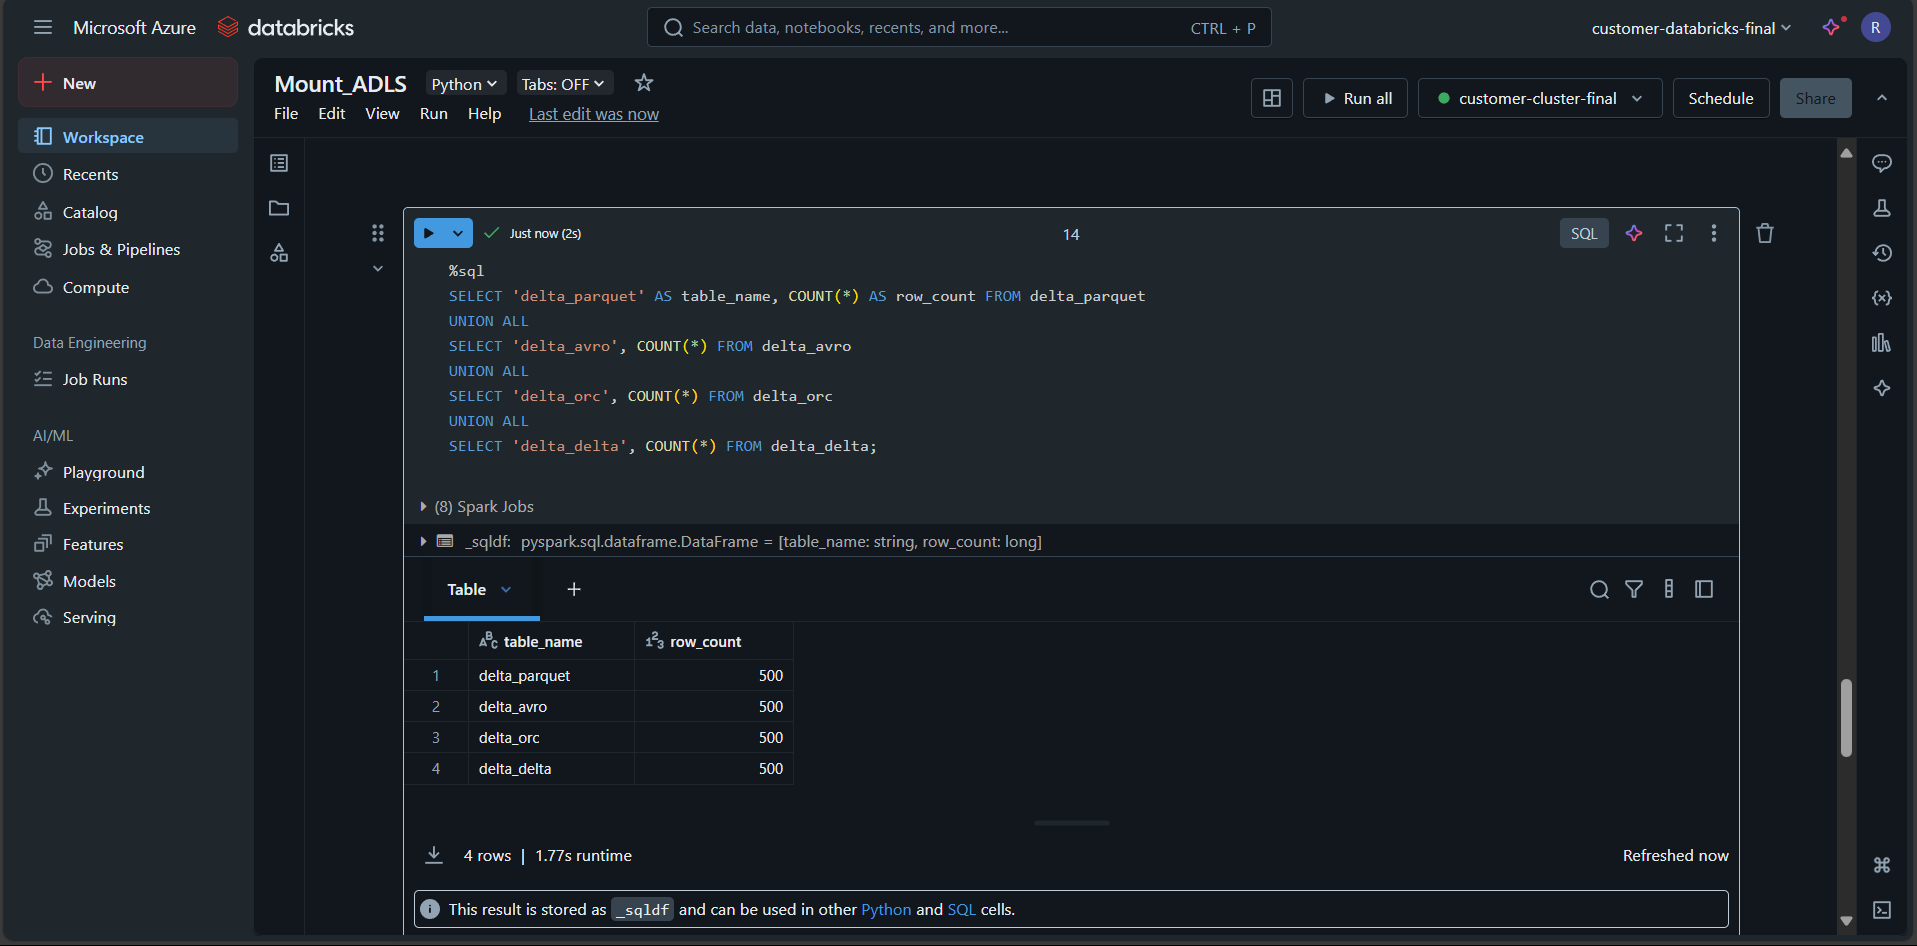 Microsoft Azure databricks
Search data, notebooks, recents, and more... CTRL + P
customer-databricks-final
R
New
Workspace
Recents
Catalog
Jobs & Pipelines
Compute
Data Engineering
Job Runs
AI/ML
Playground
Experiments
Features
Models
Serving
Mount_ADLS Python Tabs: OFF
File Edit View Run Help Last edit was now
Run all customer-cluster-final Schedule Share
Just now (2s) 14 SQL
%sql
SELECT 'delta_parquet' AS table_name, COUNT(*) AS row_count FROM delta_parquet
UNION ALL
SELECT 'delta_avro', COUNT(*) FROM delta_avro
UNION ALL
SELECT 'delta_orc', COUNT(*) FROM delta_orc
UNION ALL
SELECT 'delta_delta', COUNT(*) FROM delta_delta;
(8) Spark Jobs
_sqldf: pyspark.sql.dataframe.DataFrame = [table_name: string, row_count: long]
Table +
ABC table_name 123 row_count
1 delta_parquet 500
2 delta_avro 500
3 delta_orc 500
4 delta_delta 500
4 rows | 1.77s runtime Refreshed now
This result is stored as _sqldf and can be used in other Python and SQL cells.